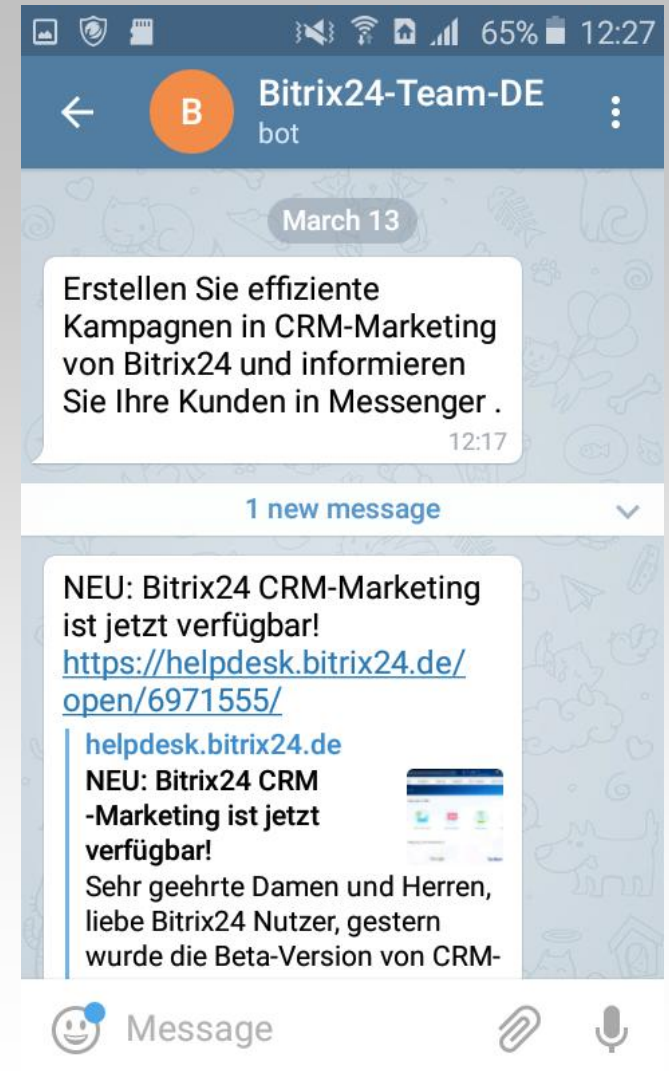 65% 12:27
B
Bitrix24-Team-DE
bot
March 13
Erstellen Sie effiziente
Kampagnen in CRM-Marketing
von Bitrix24 und informieren
Sie Ihre Kunden in Messenger .
12:17
1 new message
NEU: Bitrix24 CRM-Marketing
ist jetzt verfügbar!
https://helpdesk.bitrix24.de/
open/6971555/
helpdesk.bitrix24.de
NEU: Bitrix24 CRM
-Marketing ist jetzt
verfügbar!
Sehr geehrte Damen und Herren,
liebe Bitrix24 Nutzer, gestern
wurde die Beta-Version von CRM-
Message